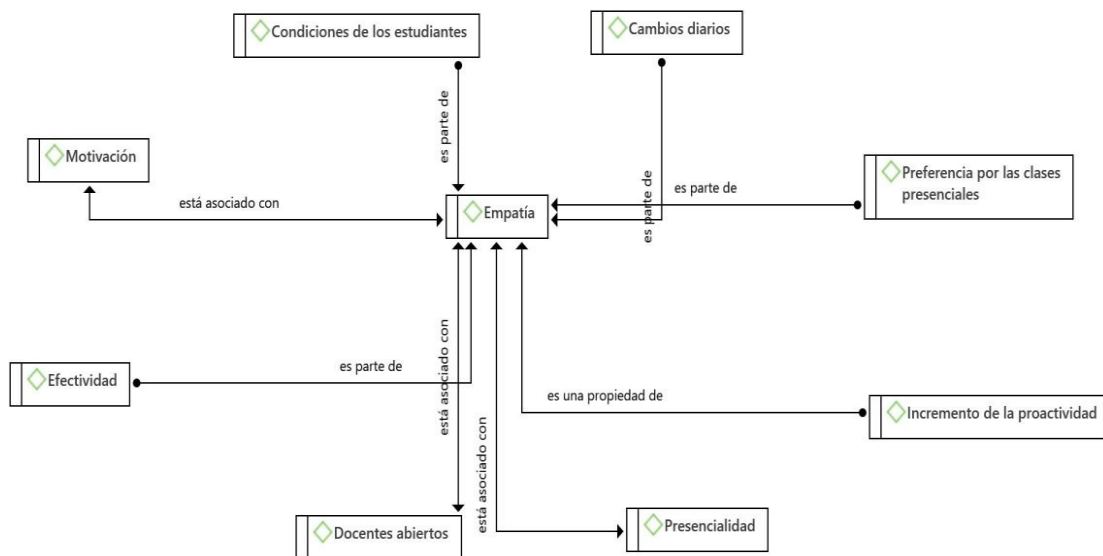 Condiciones de los estudiantes
Cambios diarios
es parte de
Motivación
Preferencia por las clases
presenciales
es parte de
es parte de
está asociado con
Empatía
Efectividad
es parte de
está asociado con
es una propiedad de
Incremento de la proactividad
está asociado con
Docentes abiertos
Presencialidad